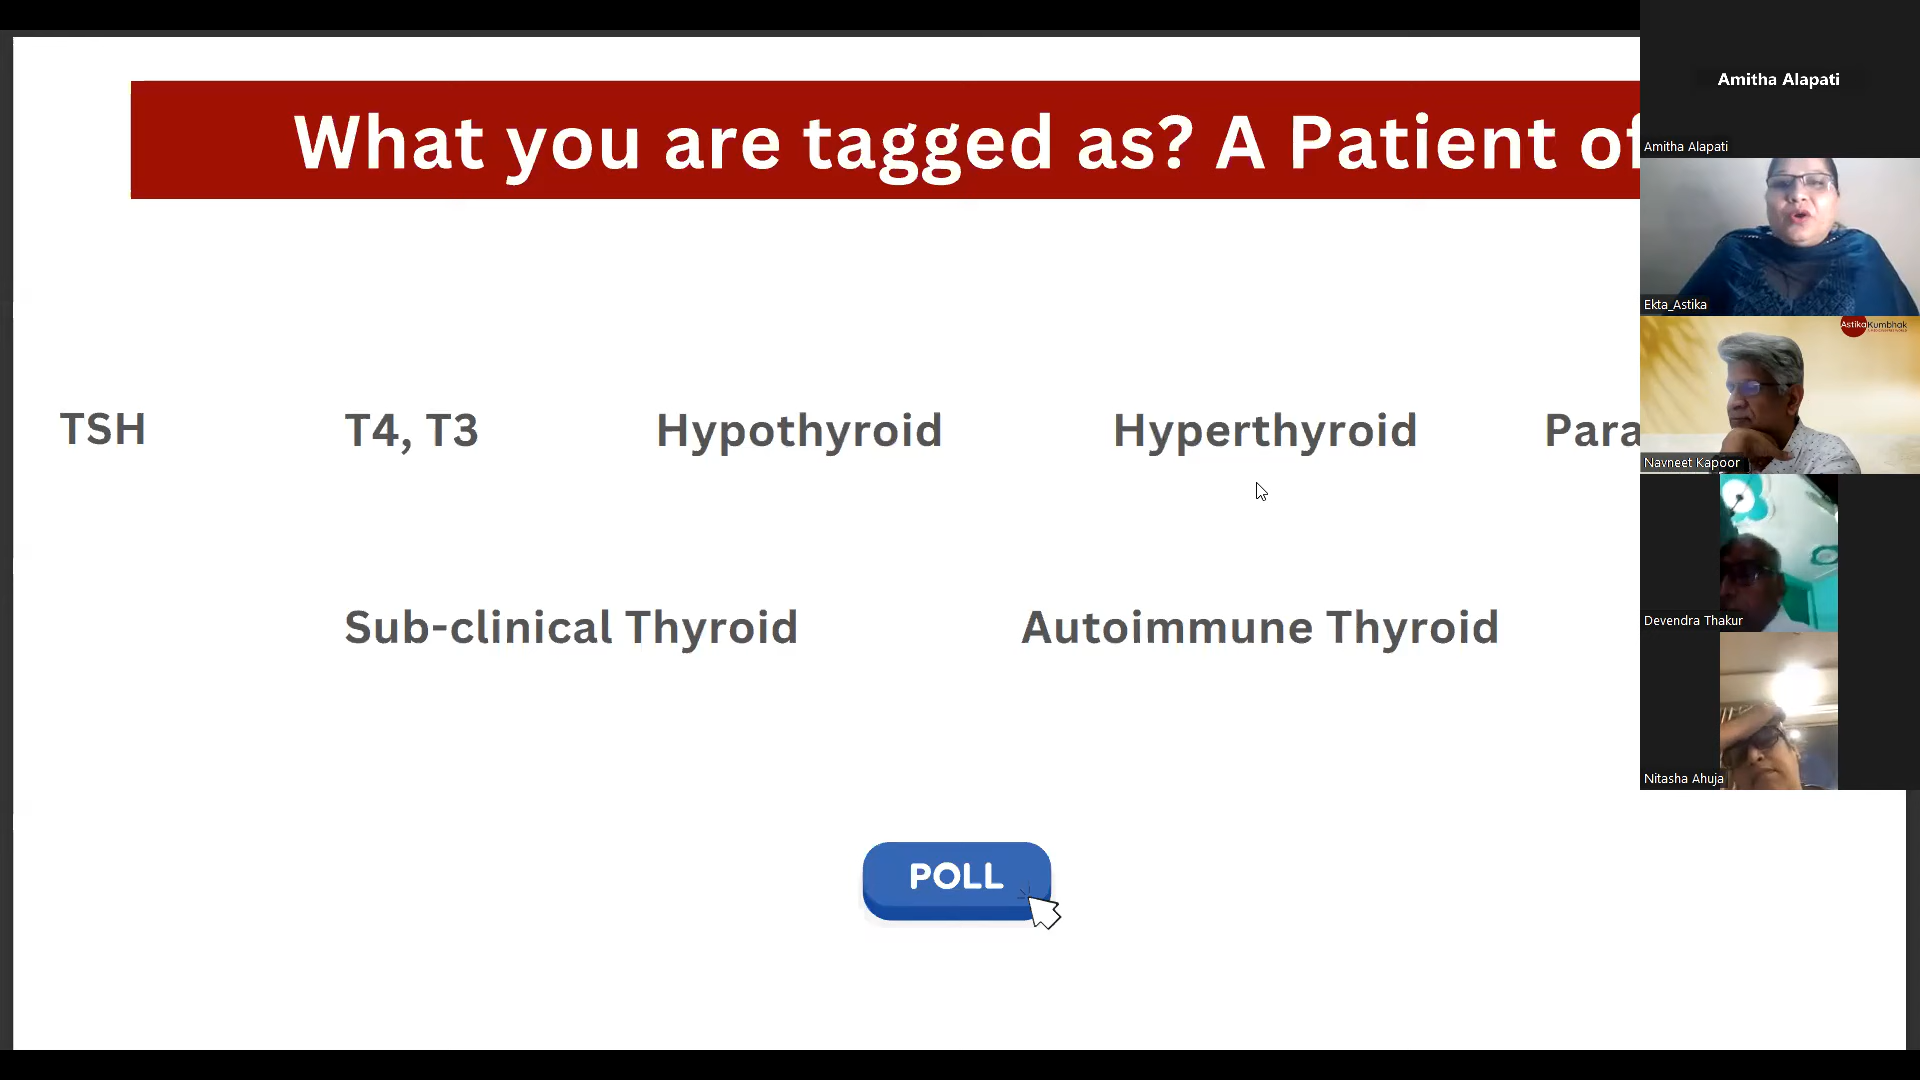 What you are tagged as? A Patient of
TSH
T4, T3
Hypothyroid
Hyperthyroid
Para
Sub-clinical Thyroid
Autoimmune Thyroid
POLL
Amitha Alapati
Amitha Alapati
Ekta_Astika
AstikaKumbhak
Navneet Kapoor
Devendra Thakur
Nitasha Ahuja